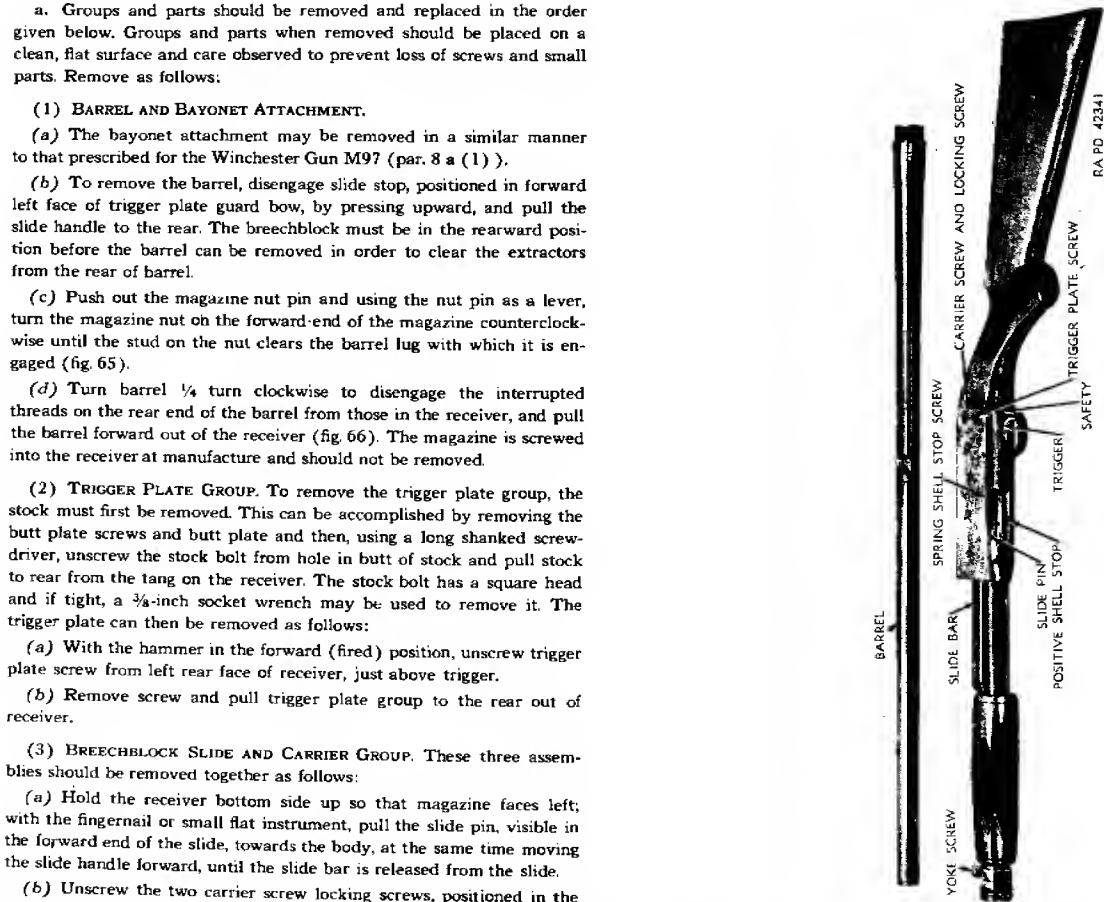 a. Groups and parts should be removed and replaced in the order
given below. Groups and parts when removed should be placed on a
clean, flat surface and care observed to prevent loss of screws and small
parts. Remove as follows:
(1) BARREL AND BAYONET ATTACHMENT.
(a) The bayonet attachment may be removed in a similar manner
to that prescribed for the Winchester Gun M97 (par. 8 a (1) ).
(b) To remove the barrel, disengage slide stop, positioned in forward
left face of trigger plate guard bow, by pressing upward, and pull the
slide handle to the rear. The breechblock must be in the rearward posi-
tion before the barrel can be removed in order to clear the extractors
from the rear of barrel.
(c) Push out the magazine nut pin and using the nut pin as a lever,
turn the magazine nut on the forward-end of the magazine counterclock-
wise until the stud on the nut clears the barrel lug with which it is en-
gaged (fig. 65).
(d) Turn barrel ¼ turn clockwise to disengage the interrupted
threads on the rear end of the barrel from those in the receiver, and pull
the barrel forward out of the receiver (fig. 66). The magazine is screwed
into the receiver at manufacture and should not be removed.
(2) TRIGGER PLATE GROUP. To remove the trigger plate group, the
stock must first be removed. This can be accomplished by removing the
butt plate screws and butt plate and then, using a long shanked screw-
driver, unscrew the stock bolt from hole in butt of stock and pull stock
to rear from the tang on the receiver. The stock bolt has a square head
and if tight, a ⅜-inch socket wrench may be used to remove it. The
trigger plate can then be removed as follows:
(a) With the hammer in the forward (fired) position, unscrew trigger
plate screw from left rear face of receiver, just above trigger.
(b) Remove screw and pull trigger plate group to the rear out of
receiver.
(3) BREECHBLOCK SLIDE AND CARRIER GROUP. These three assem-
blies should be removed together as follows:
(a) Hold the receiver bottom side up so that magazine faces left;
with the fingernail or small flat instrument, pull the slide pin, visible in
the forward end of the slide, towards the body, at the same time moving
the slide handle forward, until the slide bar is released from the slide.
(b) Unscrew the two carrier screw locking screws, positioned in the
BARREL
YOKE SCREW
SLIDE BAR
SPRING SHELL STOP SCREW
CARRIER SCREW AND LOCKING SCREW
SLIDE PIN
POSITIVE SHELL STOP
TRIGGER
TRIGGER PLATE SCREW
SAFETY
RA PD 42341